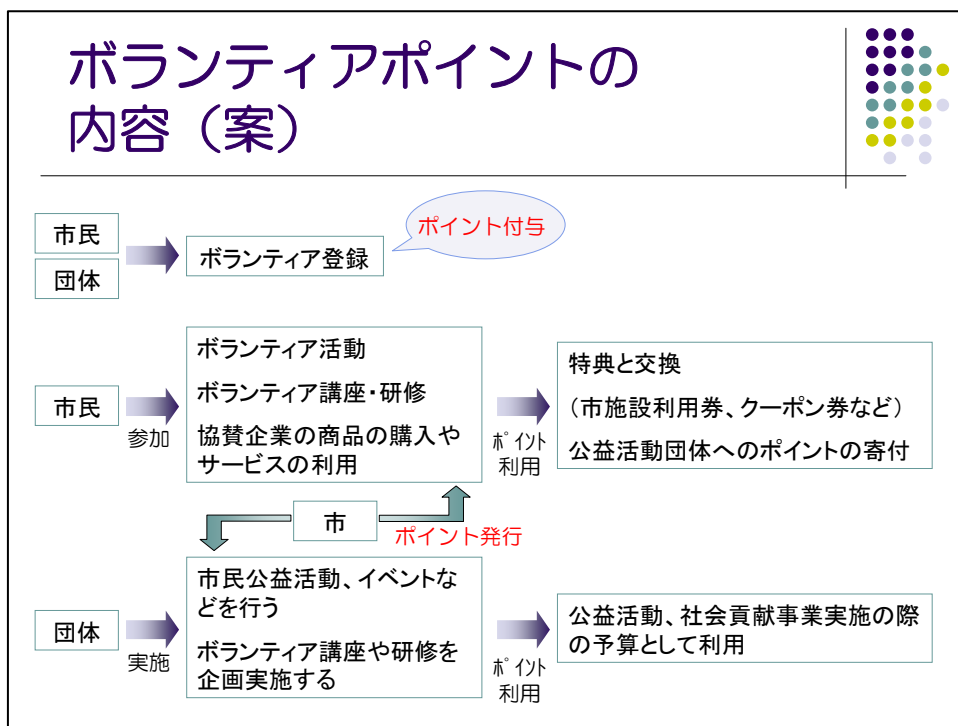 ボランティアポイントの
内容（案）
市民
団体
ボランティア登録
ポイント付与
市民
参加
ボランティア活動
ボランティア講座・研修
協賛企業の商品の購入や
サービスの利用
ﾎﾟｲﾝﾄ
利用
特典と交換
（市施設利用券、クーポン券など）
公益活動団体へのポイントの寄付
市
ポイント発行
団体
実施
市民公益活動、イベントな
どを行う
ボランティア講座や研修を
企画実施する
ﾎﾟｲﾝﾄ
利用
公益活動、社会貢献事業実施の際
の予算として利用